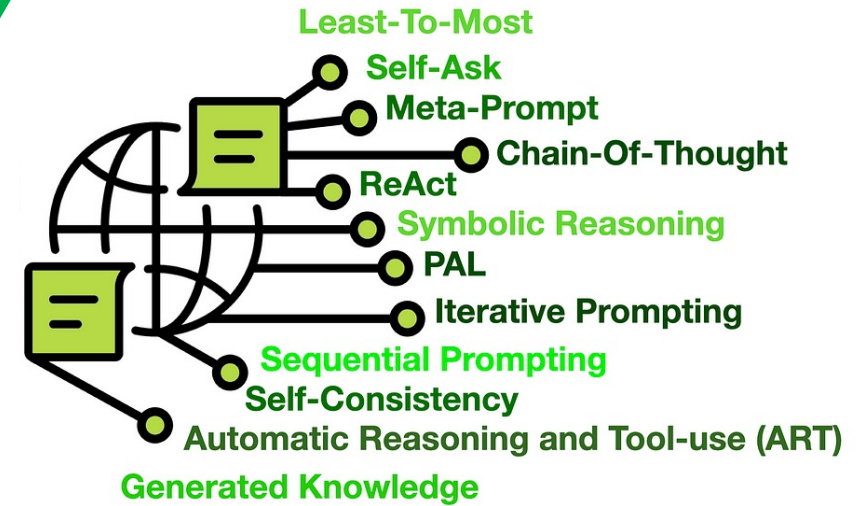 Least-To-Most
Self-Ask
Meta-Prompt
Chain-Of-Thought
ReAct
Symbolic Reasoning
PAL
Iterative Prompting
Sequential Prompting
Self-Consistency
Automatic Reasoning and Tool-use (ART)
Generated Knowledge